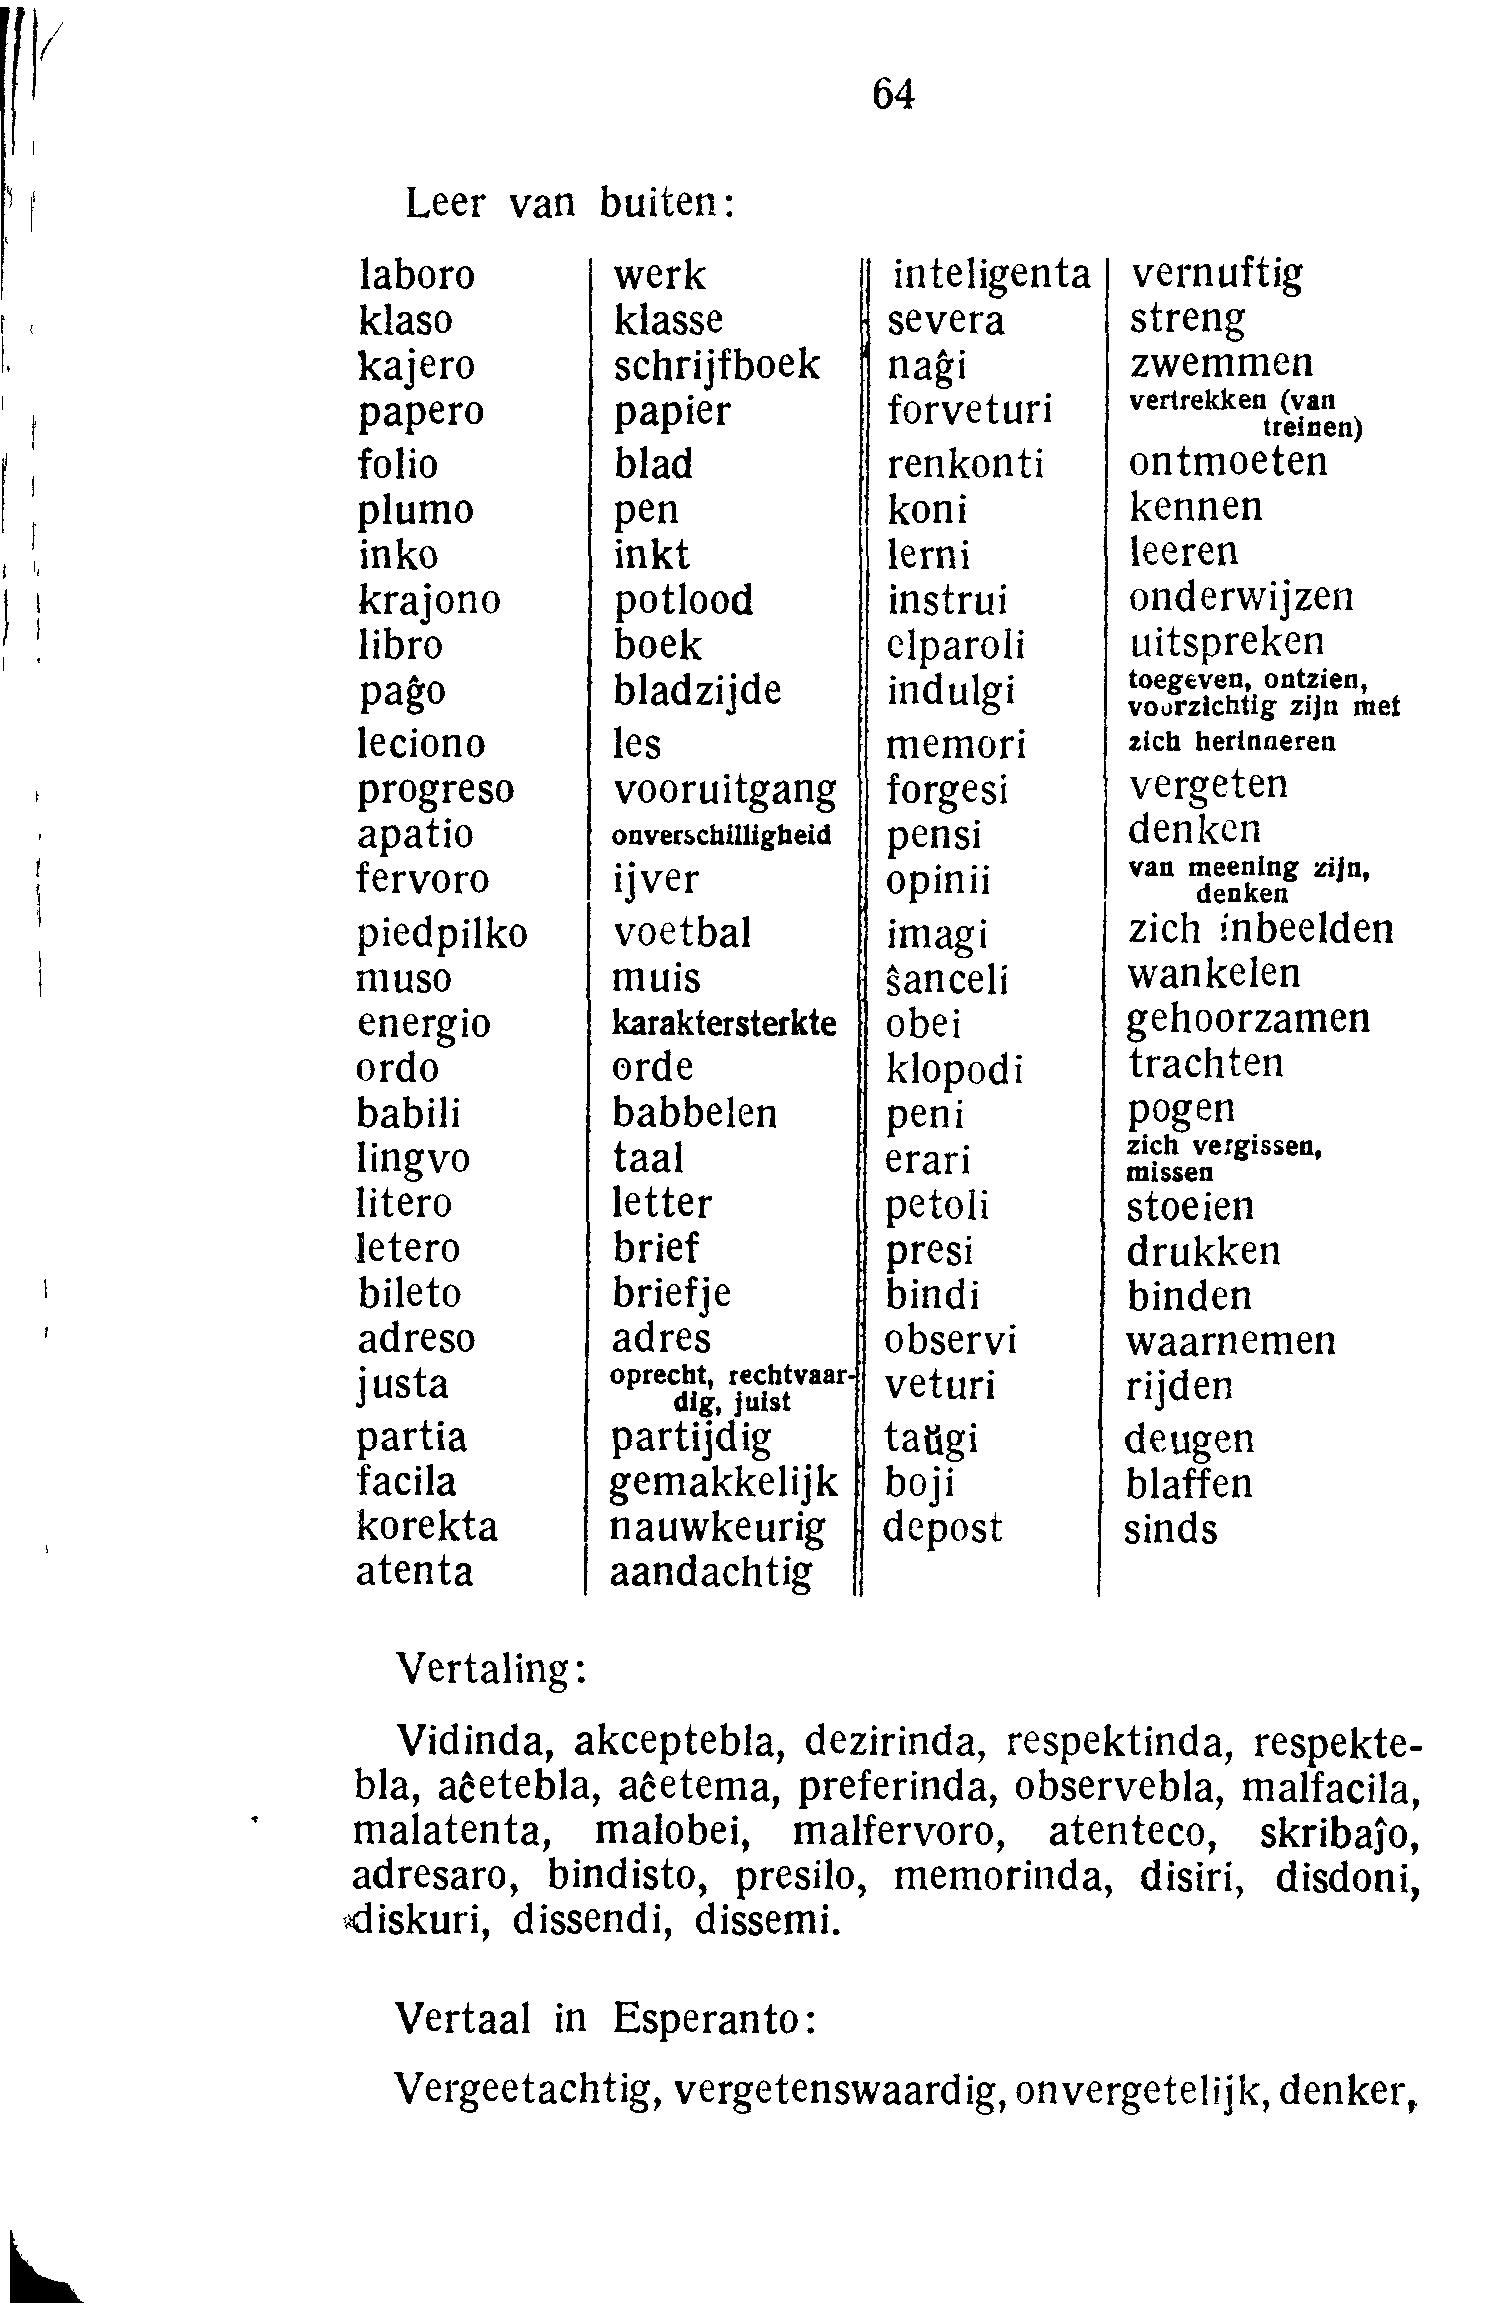 64
Leer van buiten:
laboro werk inteligenta vernuftig
klaso klasse severa streng
kajero schrijfboek naĝi zwemmen
papero papier forveturi vertrekken (van
treinen)
folio blad renkonti ontmoeten
plumo pen koni kennen
inko inkt lerni leeren
krajono potlood instrui onderwijzen
libro boek elparoli uitspreken
paĝo bladzijde indulgi toegeven, ontzien,
voorzichtig zijn met
leciono les memori zich herinneren
progreso vooruitgang forgesi vergeten
apatio onverschilligheid pensi denken
fervoro ijver opinii van meening zijn,
denken
piedpilko voetbal imagi zich inbeelden
muso muis ŝanceli wankelen
energio karaktersterkte obei gehoorzamen
ordo orde klopodi trachten
babili babbelen peni pogen
lingvo taal erari zich vergissen,
missen
litero letter petoli stoeien
letero brief presi drukken
bileto briefje bindi binden
adreso adres observi waarnemen
justa oprecht, rechtvaar- veturi rijden
dig, juist
partia partijdig taŭgi deugen
facila gemakkelijk boji blaffen
korekta nauwkeurig depost sinds
atenta aandachtig
Vertaling:
Vidinda, akceptebla, dezirinda, respektinda, respekte-
bla, aĉetebla, aĉetema, preferinda, observebla, malfacila,
malatenta, malobei, malfervoro, atenteco, skribaĵo,
adresaro, bindisto, presilo, memorinda, disiri, disdoni,
diskuri, dissendi, dissemi.
Vertaal in Esperanto:
Vergeetachtig, vergetenswaardig, onvergetelijk, denker,